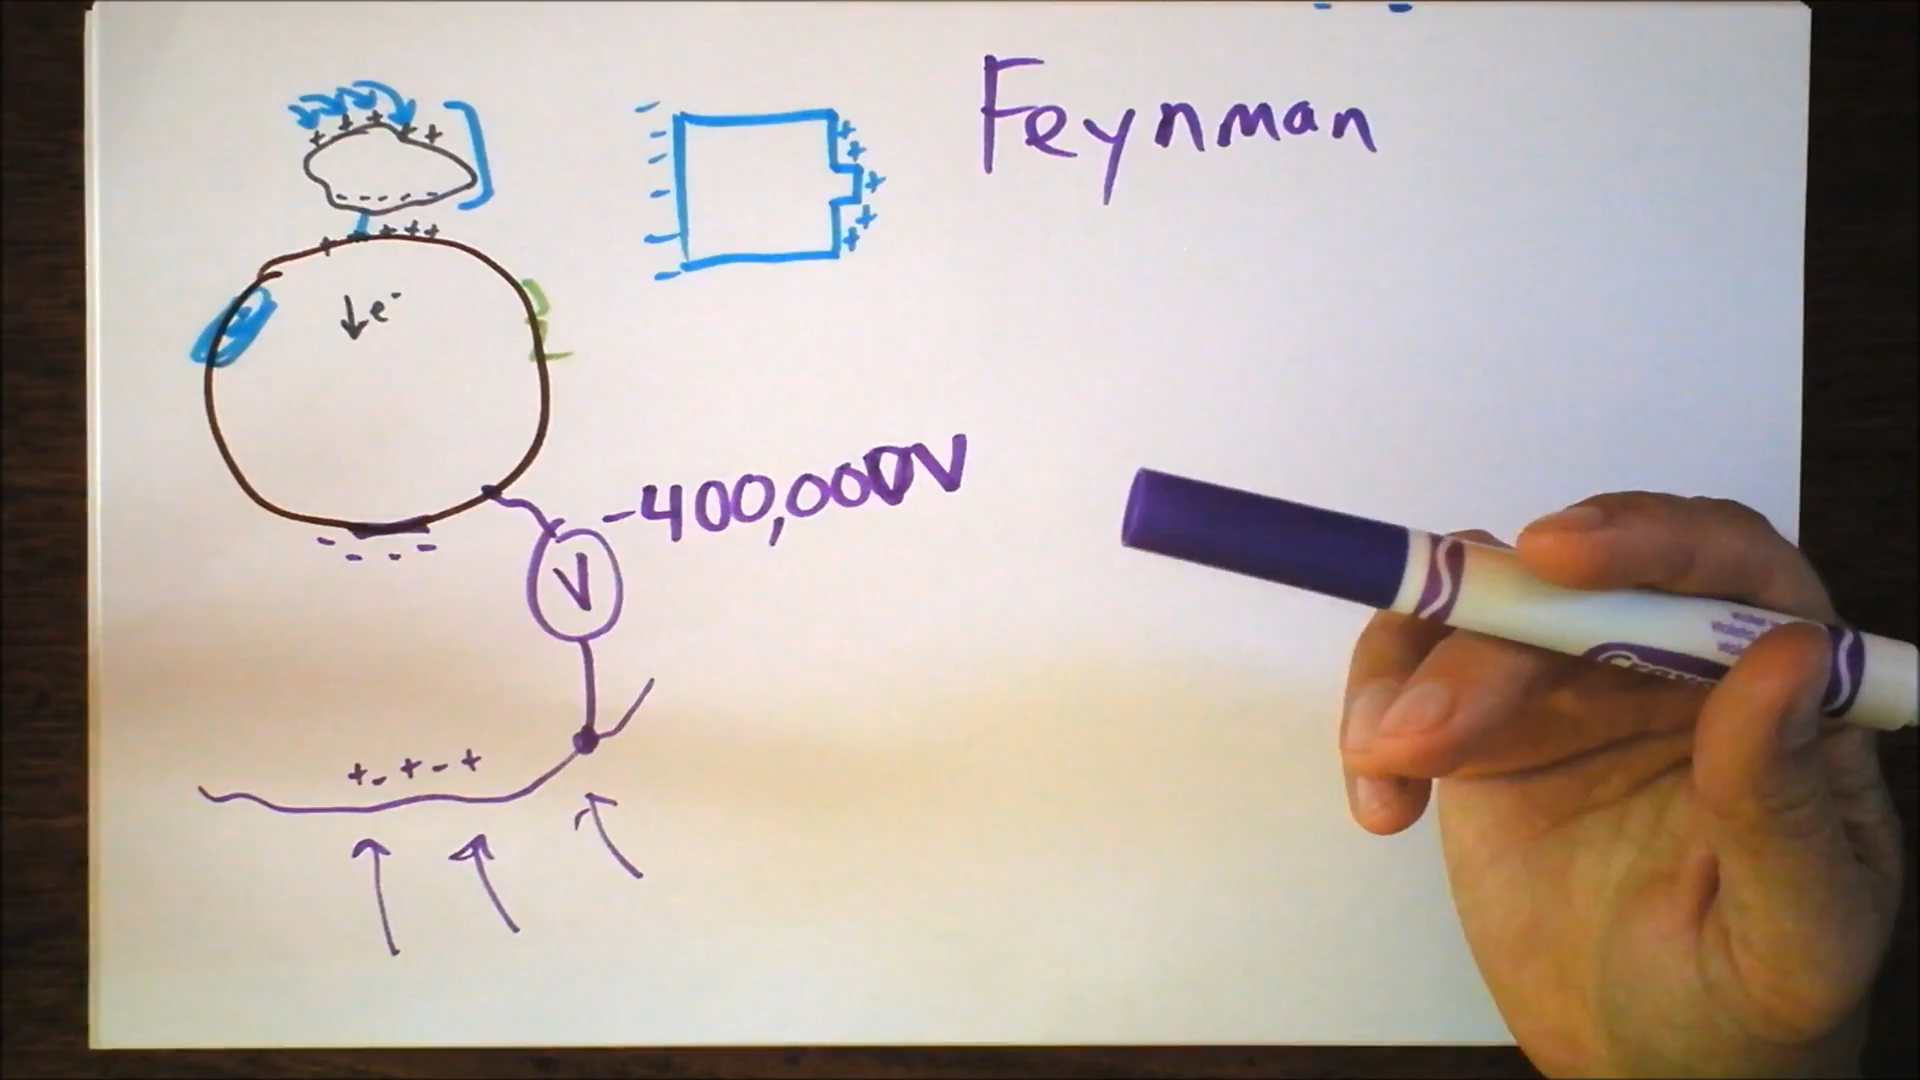 Feynman
+ + + + +
- - - - -
+ + + +
- - - - - -
+ + + + +
↓e⁻
-400,000V
V
- - - -
+ - + - +